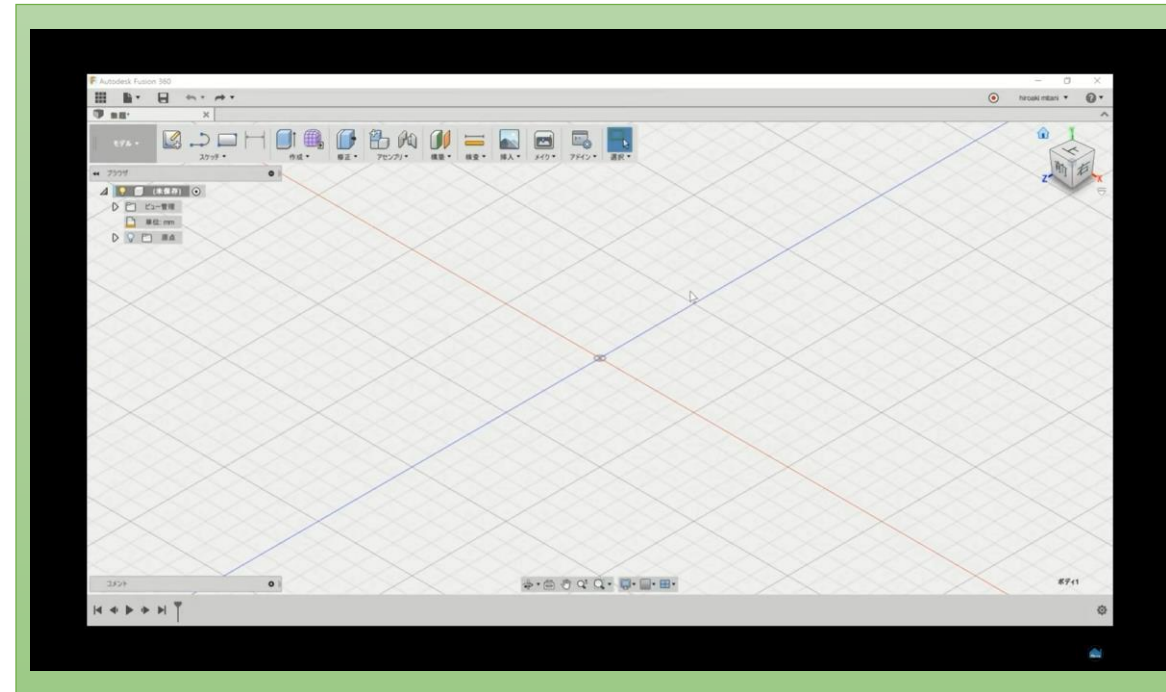 Autodesk Fusion 360
hiroaki mitani
無題*
モデル
スケッチ
作成
修正
アセンブリ
構築
検査
挿入
メイク
アドイン
選択
ブラウザ
(未保存)
ビュー管理
単位: mm
原点
上
前
右
Y
Z
X
コメント
ボディ1